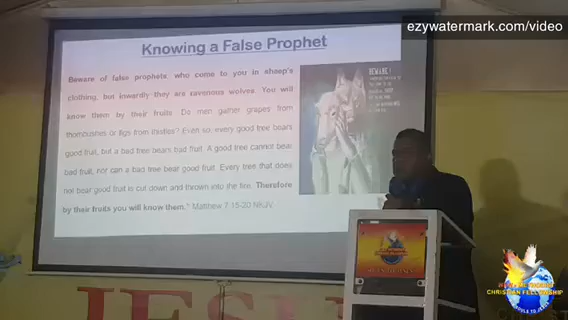 ezywatermark.com/video
Knowing a False Prophet
Beware of false prophets, who come to you in sheep's
clothing, but inwardly they are ravenous wolves. You will
know them by their fruits. Do men gather grapes from
thornbushes or figs from thistles? Even so, every good tree bears
good fruit, but a bad tree bears bad fruit. A good tree cannot bear
bad fruit, nor can a bad tree bear good fruit. Every tree that does
not bear good fruit is cut down and thrown into the fire. Therefore
by their fruits you will know them." Matthew 7:15-20 NKJV.
BEWARE!
JESU
CHRISTIAN FELLOWSHIP